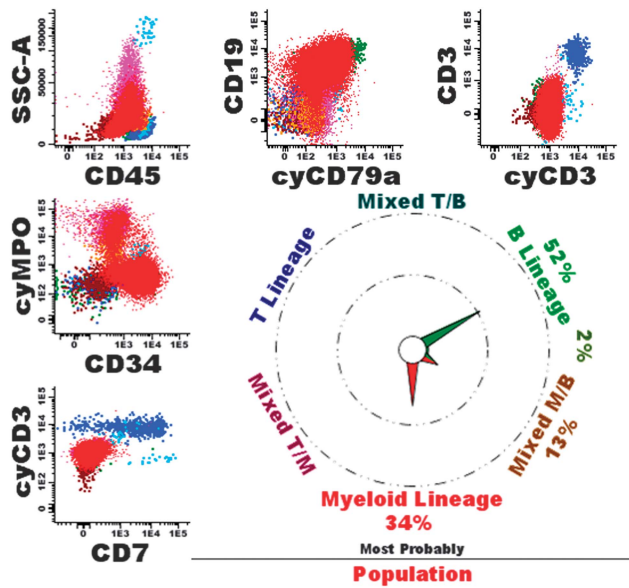 SSC-A
150000
50000
0
0 1E2 1E3 1E4 1E5
CD45
CD19
1E5
1E4
1E3
0
0 1E3 1E4 1E5
cyCD79a
CD3
1E5
1E4
1E3
1E2
0
0 1E2 1E3 1E4 1E5
cyCD3
cyMPO
1E5
1E4
1E3
1E2
0
0 1E2 1E3 1E4 1E5
CD34
cyCD3
1E5
1E4
1E3
1E2
0
1E3 1E4 1E5
CD7
Mixed T/B
T Lineage
52%
B Lineage
2%
Mixed T/M
Mixed M/B
13%
Myeloid Lineage
34%
Most Probably
Population